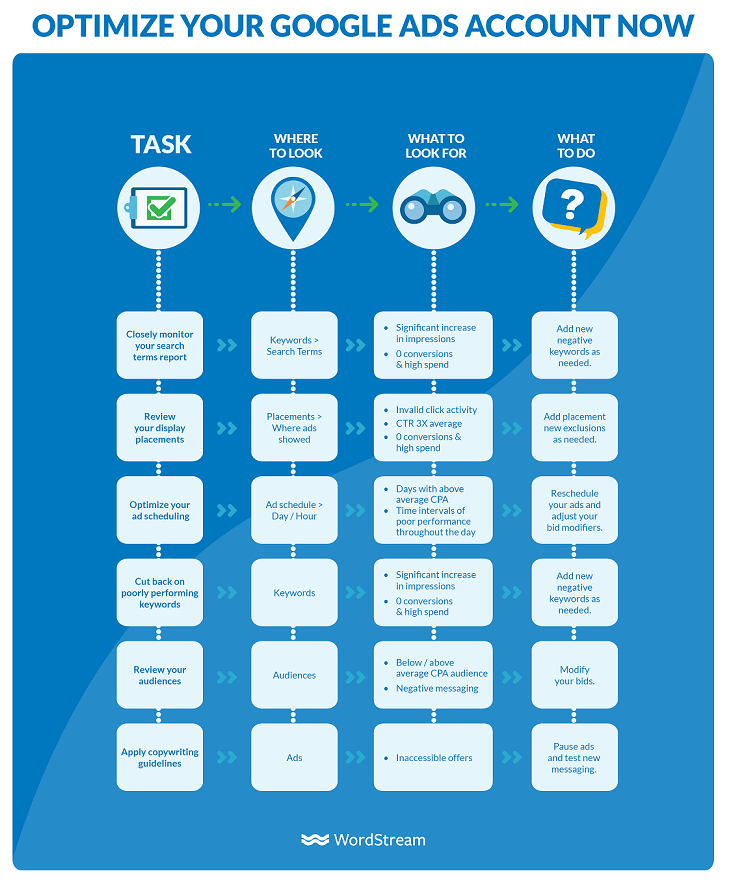 OPTIMIZE YOUR GOOGLE ADS ACCOUNT NOW
TASK
WHERE
TO LOOK
WHAT TO
LOOK FOR
WHAT
TO DO
?
Closely monitor
your search
terms report
Keywords >
Search Terms
• Significant increase
in impressions
• 0 conversions
& high spend
Add new
negative
keywords as
needed.
Review
your display
placements
Placements >
Where ads
showed
• Invalid click activity
• CTR 3X average
• 0 conversions &
high spend
Add placement
new exclusions
as needed.
Optimize your
ad scheduling
Ad schedule >
Day / Hour
• Days with above
average CPA
• Time intervals of
poor performance
throughout the day
Reschedule
your ads and
adjust your
bid modifiers.
Cut back on
poorly performing
keywords
Keywords
• Significant increase
in impressions
• 0 conversions
& high spend
Add new
negative
keywords as
needed.
Review your
audiences
Audiences
• Below / above
average CPA audience
• Negative messaging
Modify
your bids.
Apply copywriting
guidelines
Ads
• Inaccessible offers
Pause ads
and test new
messaging.
WordStream